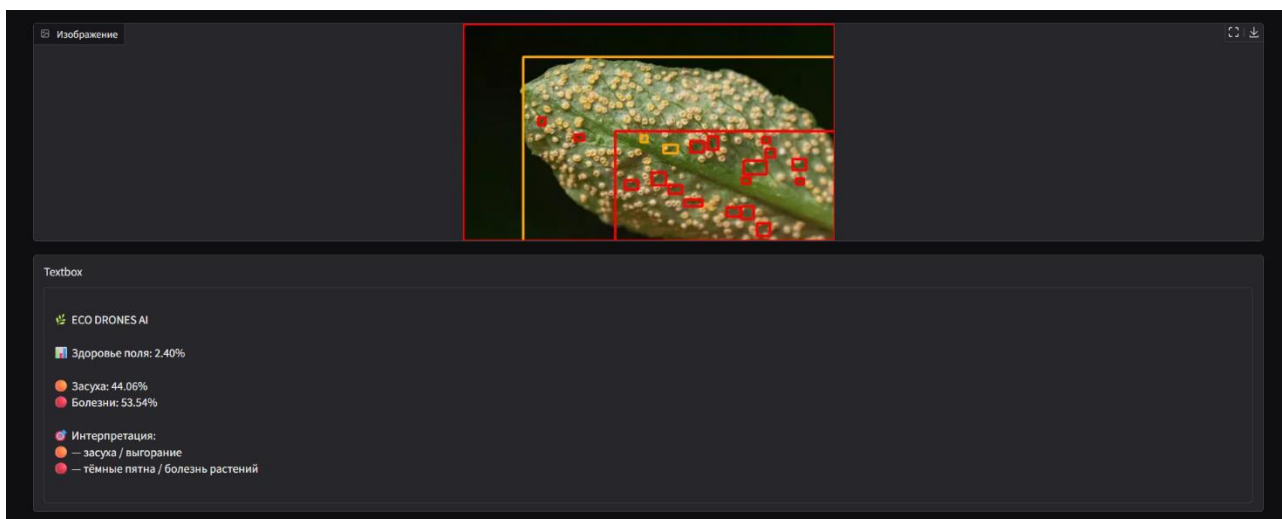 Изображение
Textbox
🌿 ECO DRONES AI
📊 Здоровье поля: 2.40%
🟠 Засуха: 44.06%
🔴 Болезни: 53.54%
🎯 Интерпретация:
🟠 — засуха / выгорание
🔴 — тёмные пятна / болезнь растений